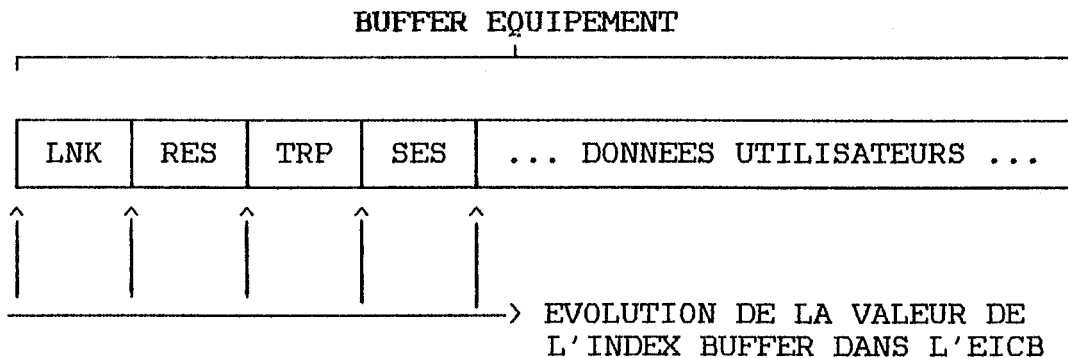 BUFFER EQUIPEMENT
LNK RES TRP SES ... DONNEES UTILISATEURS ...
EVOLUTION DE LA VALEUR DE
L'INDEX BUFFER DANS L'EICB